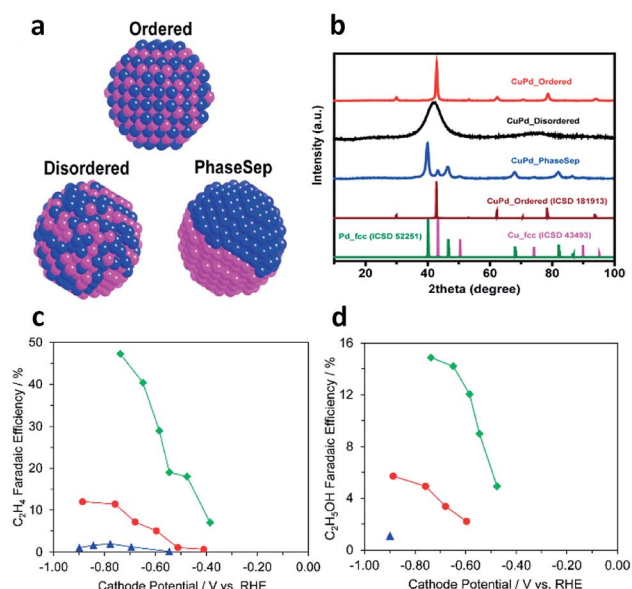 a
Ordered
Disordered
PhaseSep
b
Intensity (a.u.)
CuPd_Ordered
CuPd_Disordered
CuPd_PhaseSep
CuPd_Ordered (ICSD 181913)
Pd_fcc (ICSD 52251)
Cu_fcc (ICSD 43493)
20
40
60
80
100
2theta (degree)
c
C₂H₄ Faradaic Efficiency / %
50
40
30
20
10
0
-1.00
-0.80
-0.60
-0.40
-0.20
0.00
Cathode Potential / V vs. RHE
d
C₂H₅OH Faradaic Efficiency / %
16
12
8
4
0
-1.00
-0.80
-0.60
-0.40
-0.20
0.00
Cathode Potential / V vs. RHE